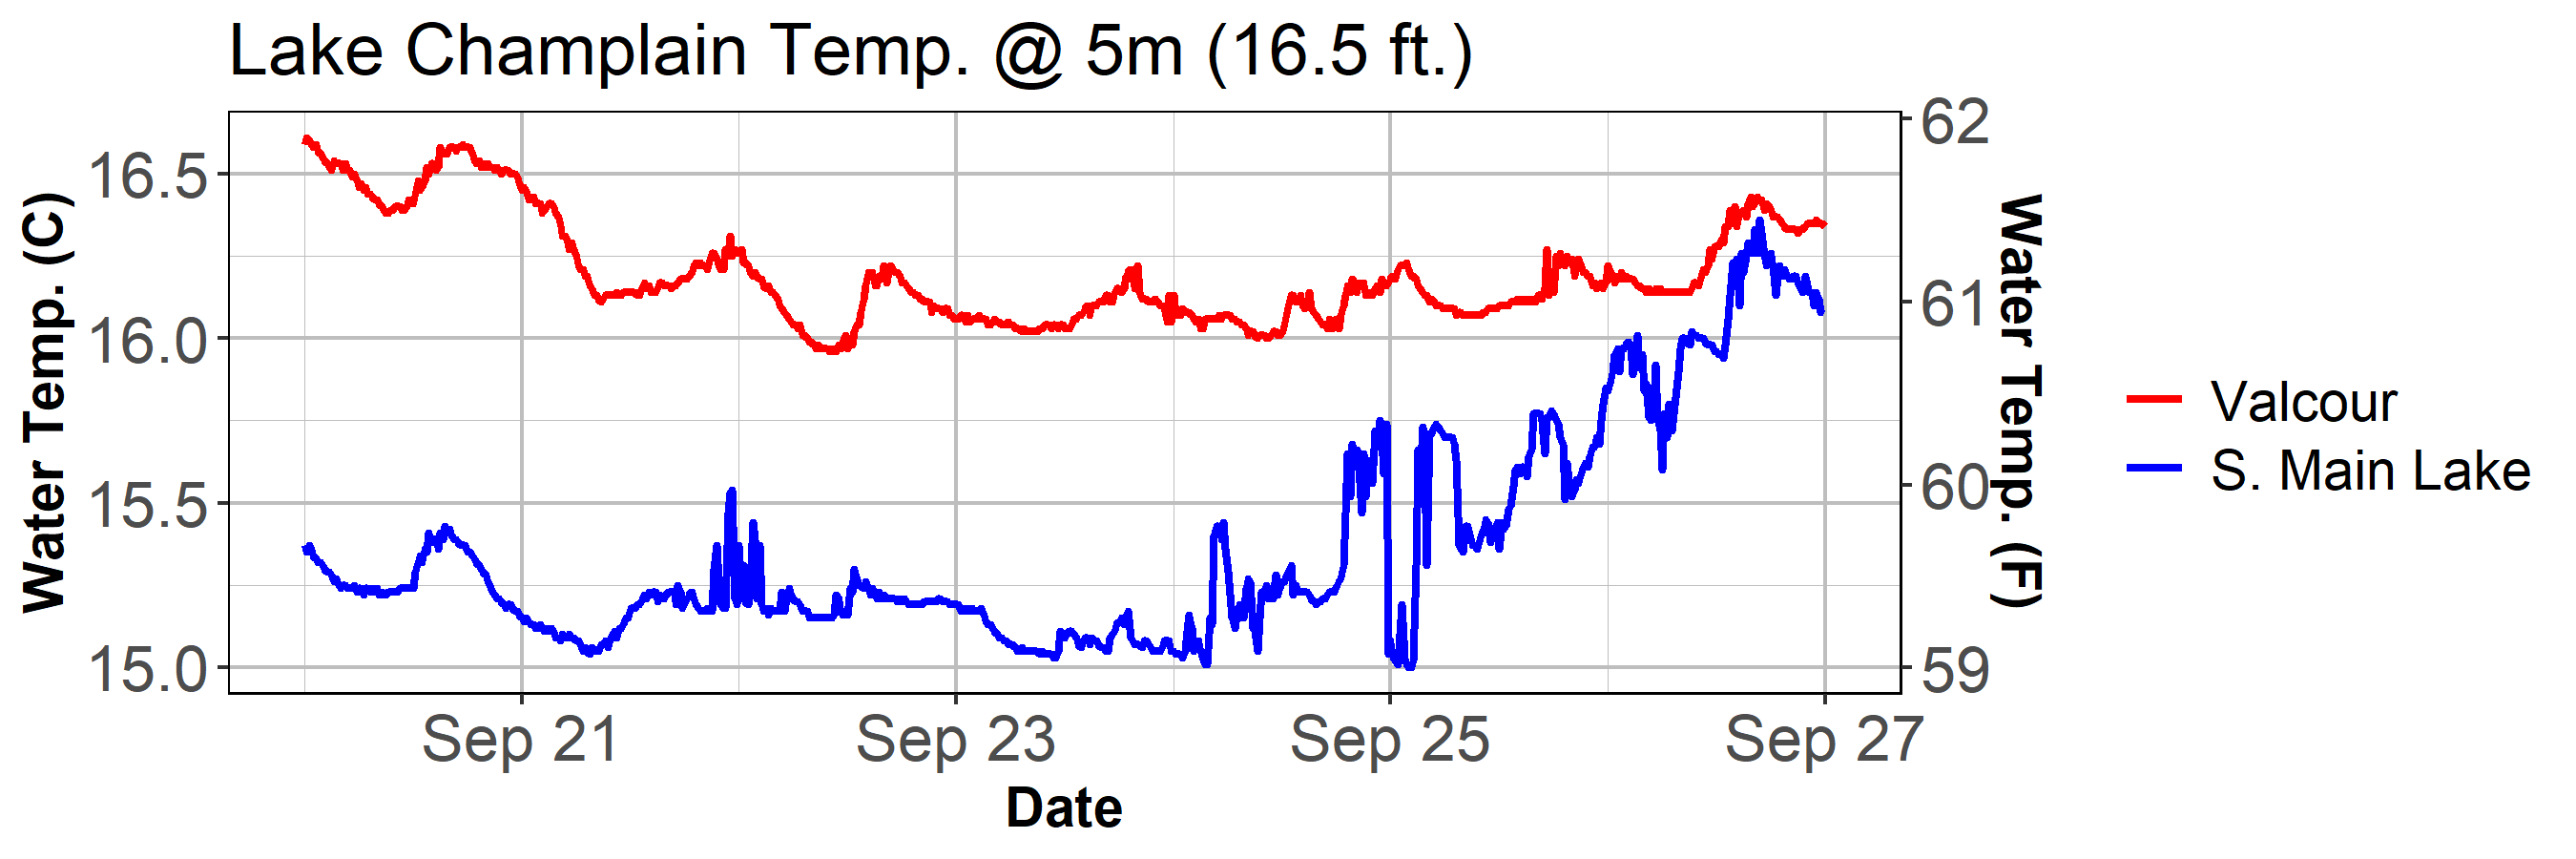 Lake Champlain Temp. @ 5m (16.5 ft.)
Water Temp. (C)
16.5
16.0
15.5
15.0
62
61
60
59
Water Temp. (F)
Sep 21
Sep 23
Sep 25
Sep 27
Date
Valcour
S. Main Lake